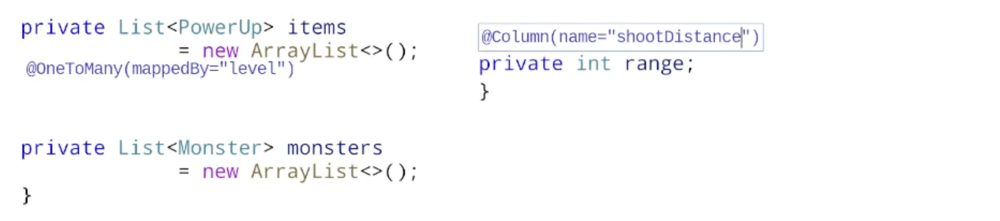 private List<PowerUp> items
= new ArrayList<>();
@OneToMany(mappedBy="level")
private List<Monster> monsters
= new ArrayList<>();
}
@Column(name="shootDistance")
private int range;
}